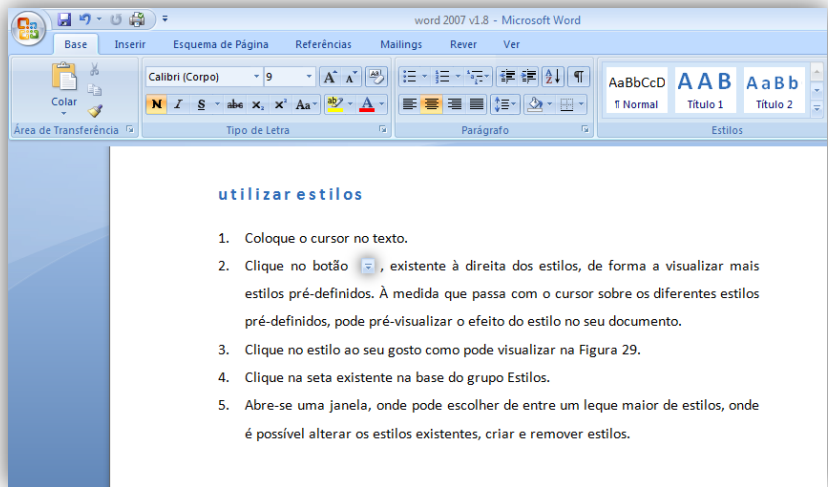 word 2007 v1.8 - Microsoft Word
Base Inserir Esquema de Página Referências Mailings Rever Ver
Colar
Calibri (Corpo) 9 A A
N I S abc x, x² Aa ab A
AaBbCcD AAB AaBb
¶ Normal Título 1 Título 2
Área de Transferência Tipo de Letra Parágrafo Estilos
utilizar estilos
1. Coloque o cursor no texto.
2. Clique no botão , existente à direita dos estilos, de forma a visualizar mais
estilos pré-definidos. À medida que passa com o cursor sobre os diferentes estilos
pré-definidos, pode pré-visualizar o efeito do estilo no seu documento.
3. Clique no estilo ao seu gosto como pode visualizar na Figura 29.
4. Clique na seta existente na base do grupo Estilos.
5. Abre-se uma janela, onde pode escolher de entre um leque maior de estilos, onde
é possível alterar os estilos existentes, criar e remover estilos.